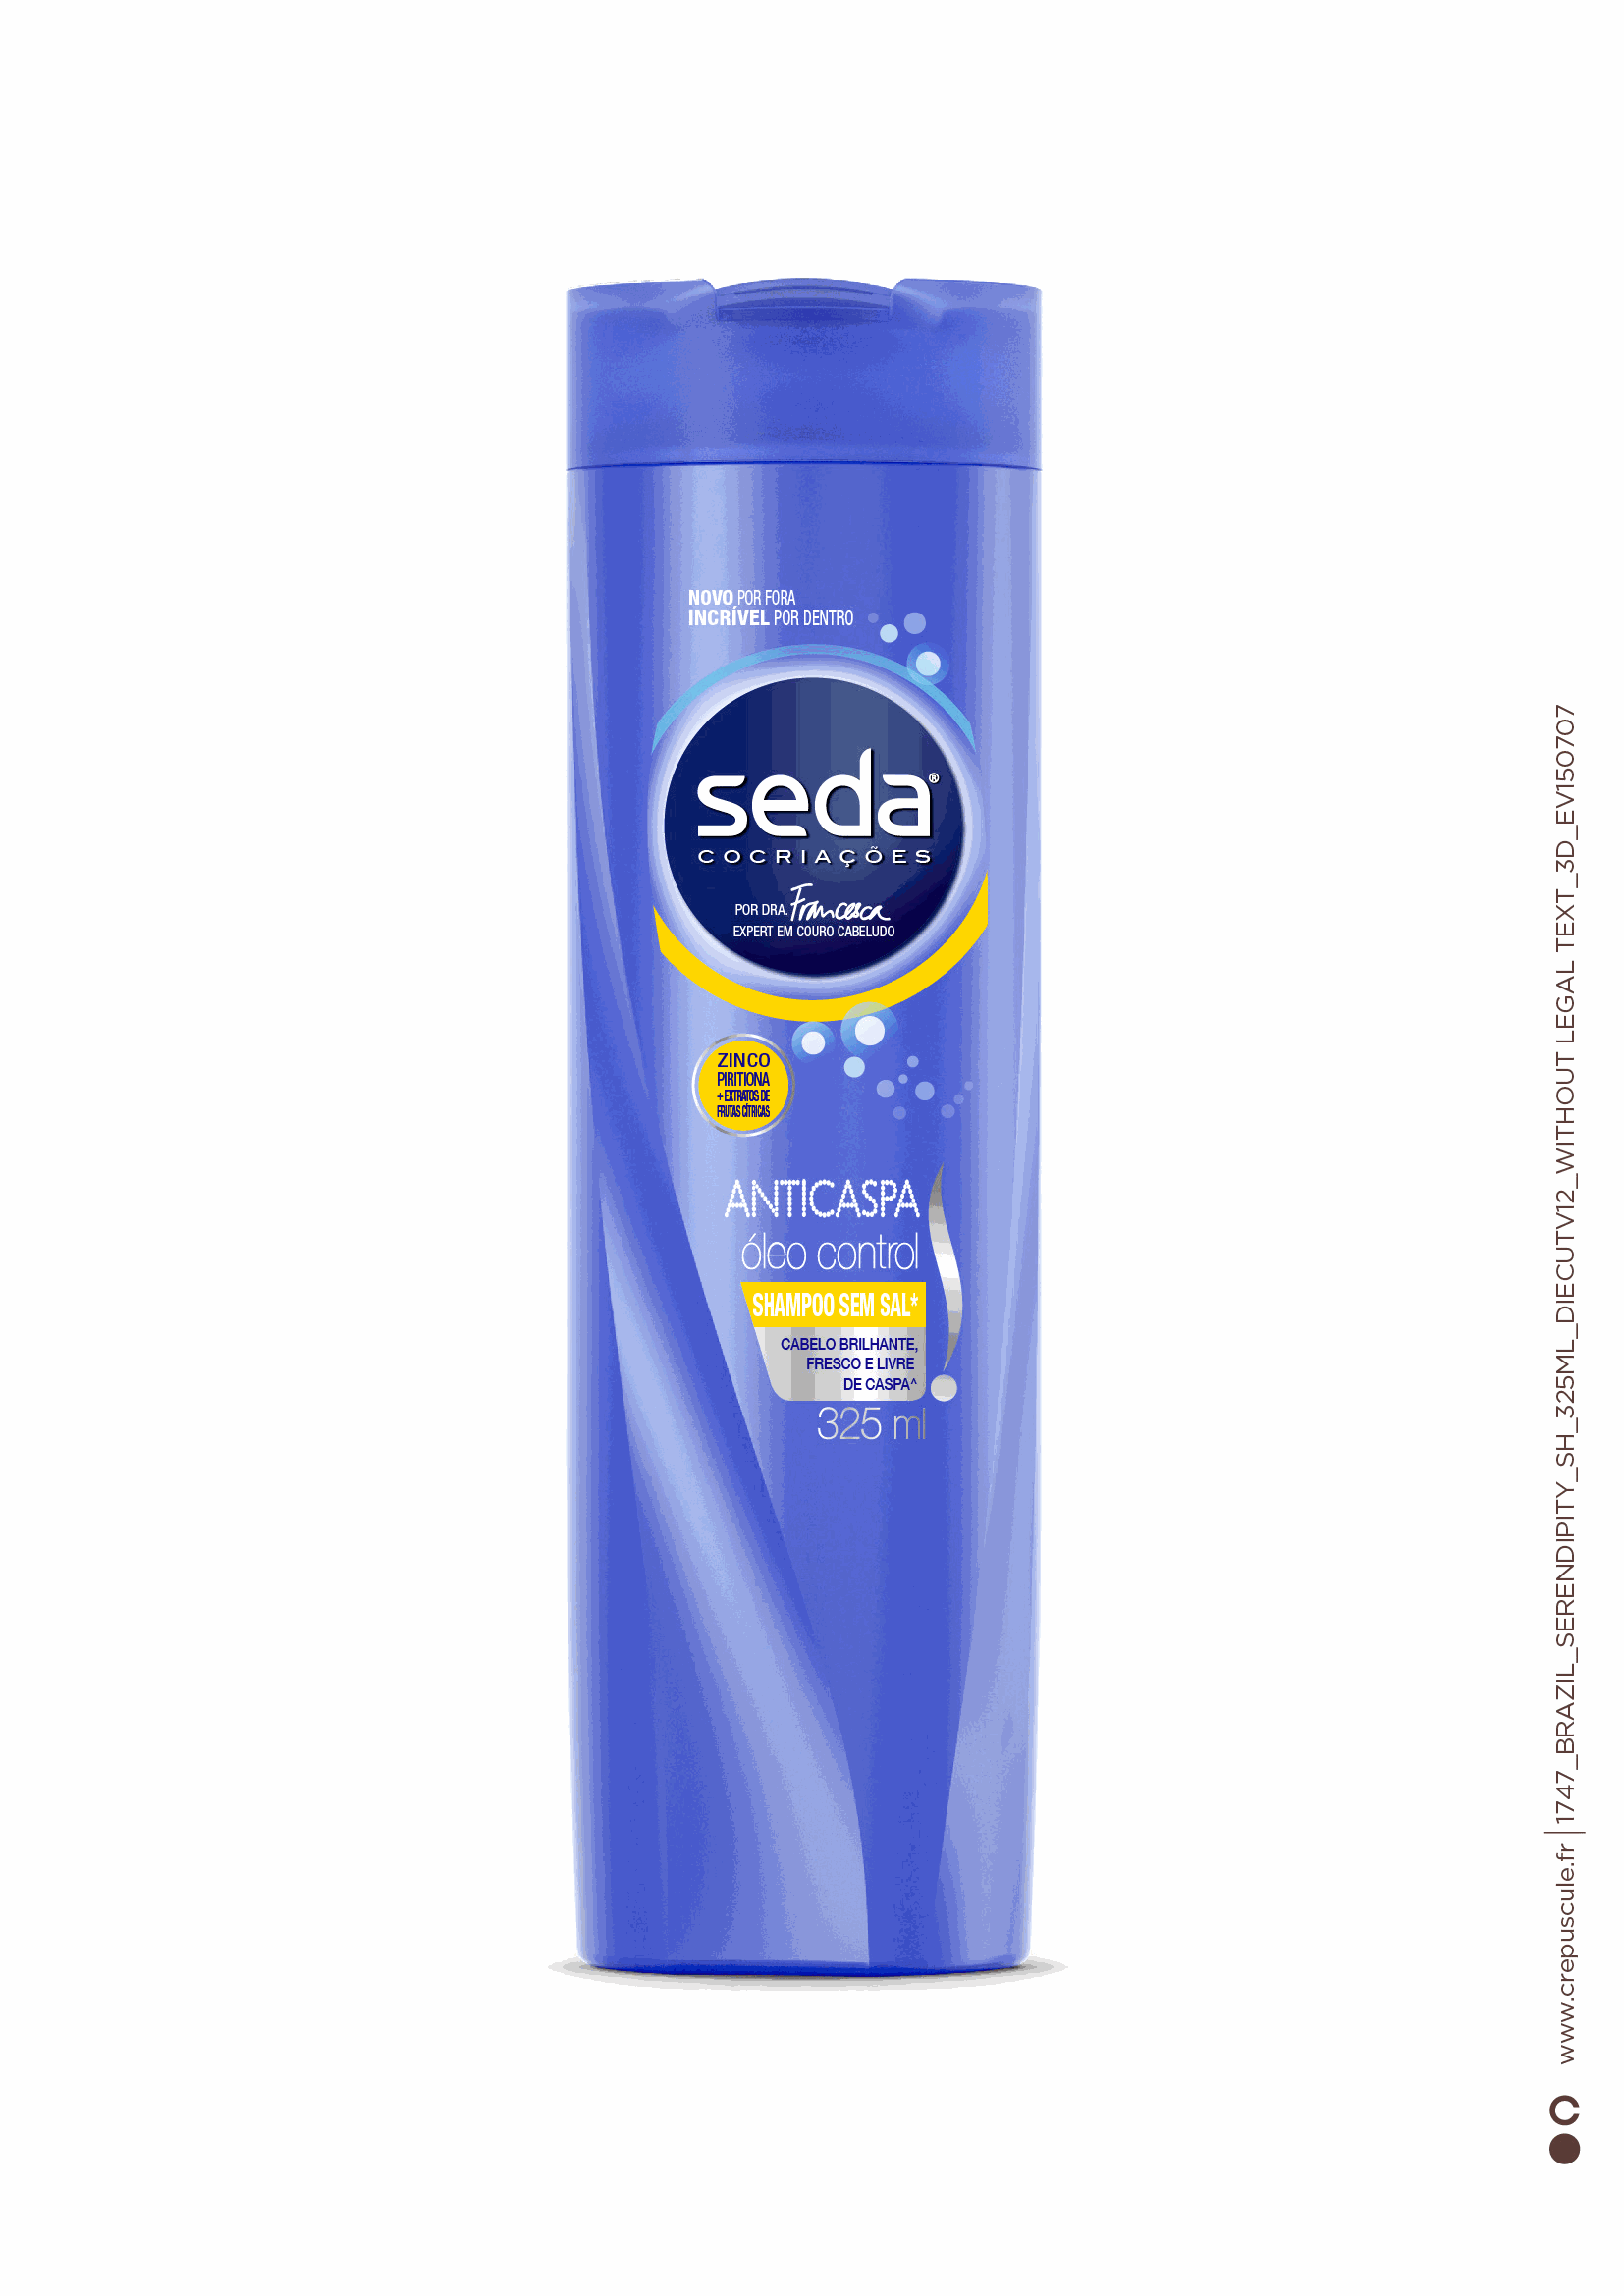 NOVO POR FORA
INCRÍVEL POR DENTRO
seda®
COCRIAÇÕES
POR DRA. Francesca
EXPERT EM COURO CABELUDO
ZINCO
PIRITIONA
+ EXTRATOS DE
FRUTAS CÍTRICAS
ANTICASPA
óleo control
SHAMPOO SEM SAL*
CABELO BRILHANTE,
FRESCO E LIVRE
DE CASPA^
325 ml
www.crepuscule.fr | 1747_BRAZIL_SERENDIPITY_SH_325ML_DIECUTV12_WITHOUT LEGAL TEXT_3D_EV150707